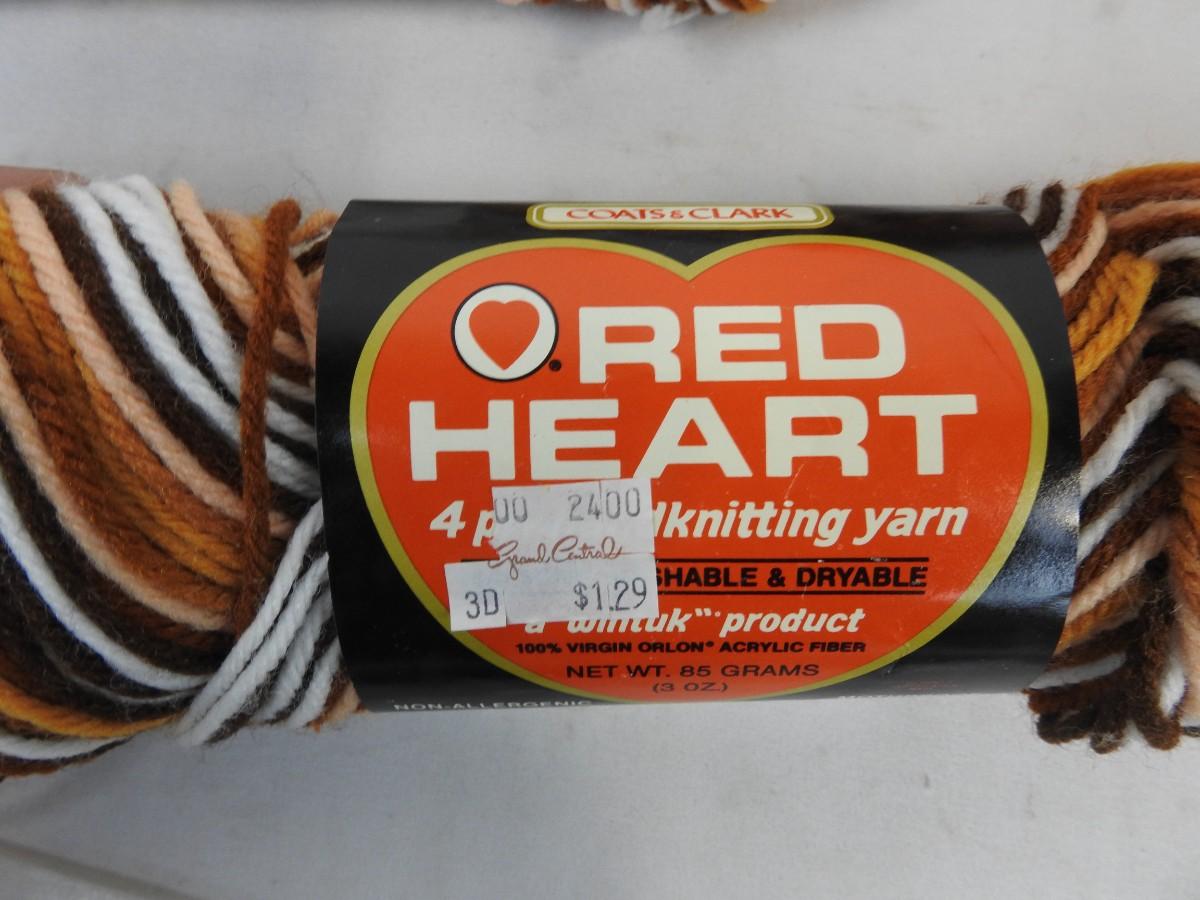 COATS & CLARK
RED
HEART
4 p dknitting yarn
00 2400
Grand Central
SHABLE & DRYABLE
3D $1.29
a "wintuk" product
100% VIRGIN ORLON® ACRYLIC FIBER
NET WT. 85 GRAMS
(3 OZ.)
NON-ALLERGENIC